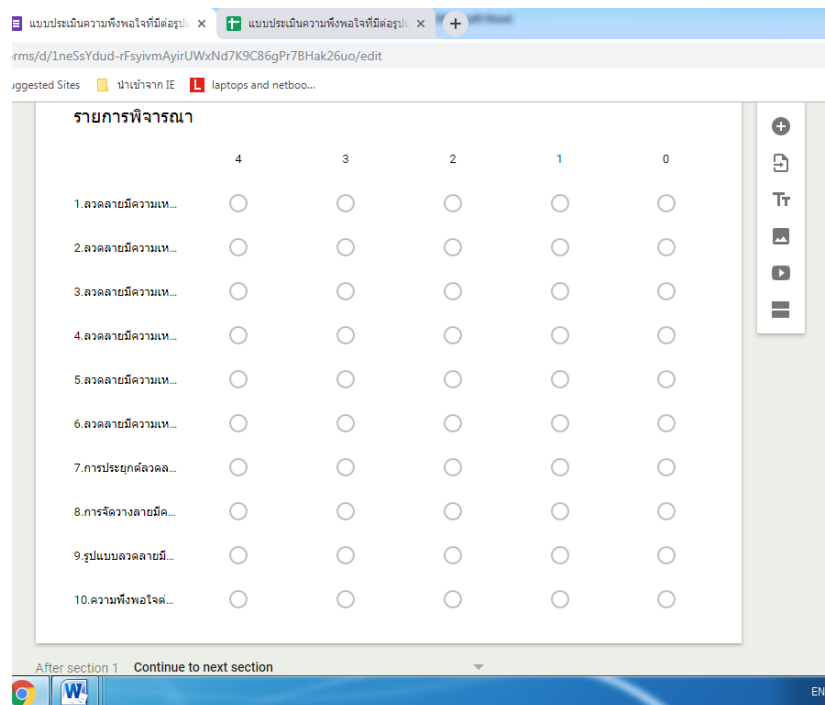 แบบประเมินความพึงพอใจที่มีต่อรูปแ แบบประเมินความพึงพอใจที่มีต่อรูปแ
rms/d/1neSsYdud-rFsyivmAyirUWxNd7K9C86gPr7BHak26uo/edit
uggested Sites นำเข้าจาก IE L laptops and netboo...
รายการพิจารณา
4 3 2 1 0
1.ลวดลายมีความเห...
2.ลวดลายมีความเห...
3.ลวดลายมีความเห...
4.ลวดลายมีความเห...
5.ลวดลายมีความเห...
6.ลวดลายมีความเห...
7.การประยุกต์ลวดล...
8.การจัดวางลายมีค...
9.รูปแบบลวดลายมี...
10.ความพึงพอใจต่...
After section 1 Continue to next section
EN